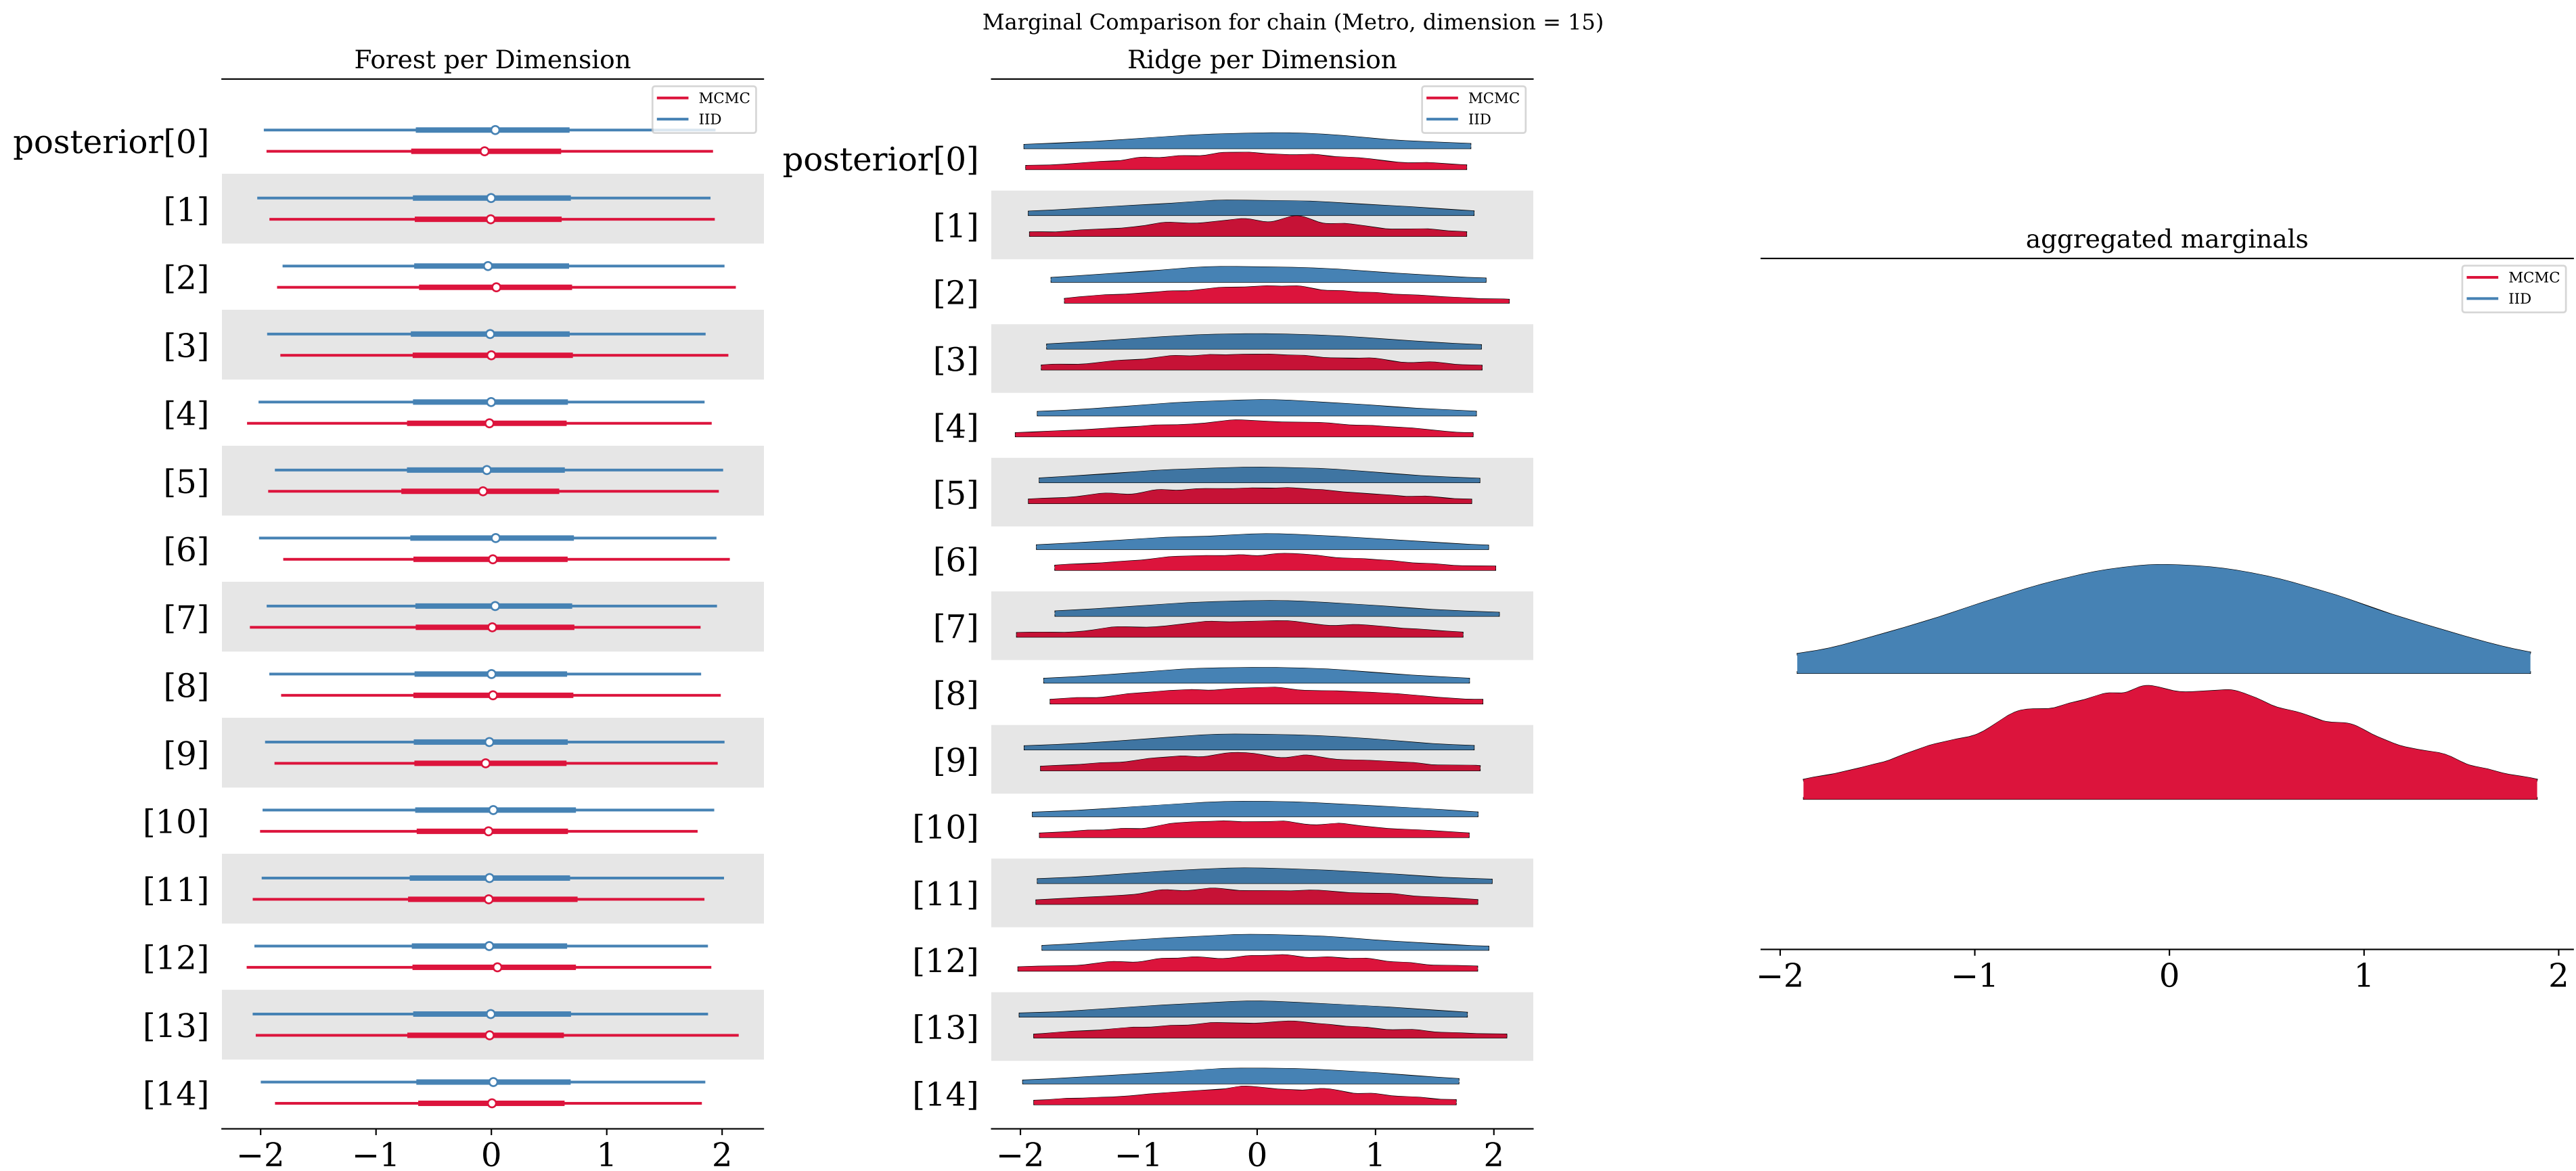 Marginal Comparison for chain (Metro, dimension = 15)
Forest per Dimension
MCMC
IID
posterior[0]
[1]
[2]
[3]
[4]
[5]
[6]
[7]
[8]
[9]
[10]
[11]
[12]
[13]
[14]
−2 −1 0 1 2
Ridge per Dimension
MCMC
IID
posterior[0]
[1]
[2]
[3]
[4]
[5]
[6]
[7]
[8]
[9]
[10]
[11]
[12]
[13]
[14]
−2 −1 0 1 2
aggregated marginals
MCMC
IID
−2 −1 0 1 2